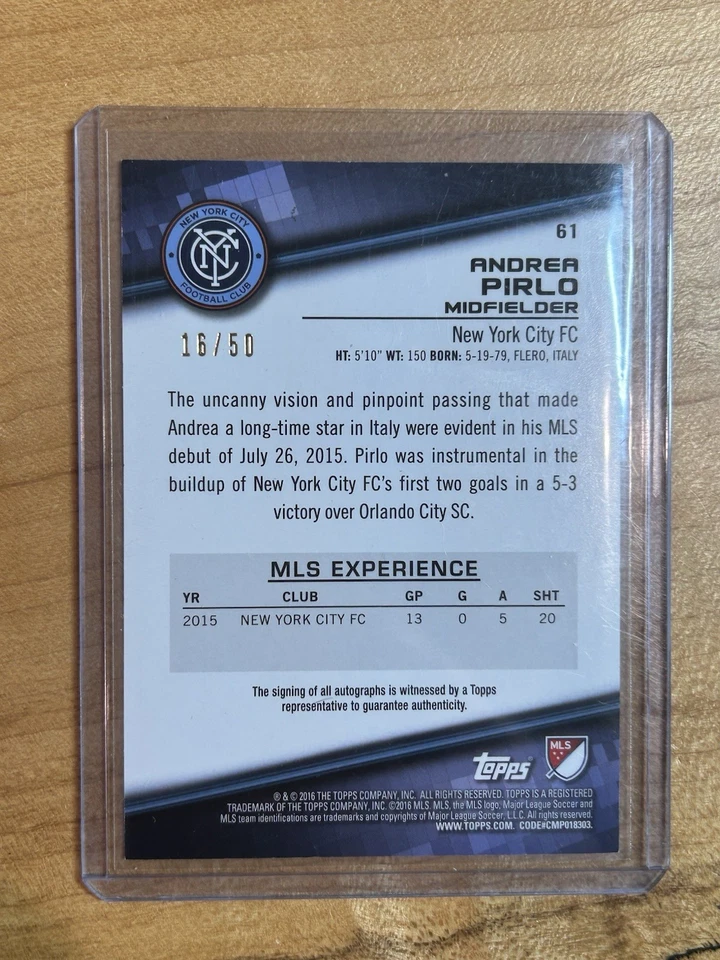 NEW YORK CITY
NYC
FOOTBALL CLUB
61
ANDREA
PIRLO
MIDFIELDER
New York City FC
16/50
HT: 5'10" WT: 150 BORN: 5-19-79, FLERO, ITALY
The uncanny vision and pinpoint passing that made
Andrea a long-time star in Italy were evident in his MLS
debut of July 26, 2015. Pirlo was instrumental in the
buildup of New York City FC's first two goals in a 5-3
victory over Orlando City SC.
MLS EXPERIENCE
YR CLUB GP G A SHT
2015 NEW YORK CITY FC 13 0 5 20
The signing of all autographs is witnessed by a Topps
representative to guarantee authenticity.
topps MLS
® & © 2016 THE TOPPS COMPANY, INC. ALL RIGHTS RESERVED. TOPPS IS A REGISTERED
TRADEMARK OF THE TOPPS COMPANY, INC. ©2016 MLS. MLS, the MLS logo, Major League Soccer and
MLS team identifications are trademarks and copyrights of Major League Soccer, L.L.C. All rights reserved.
WWW.TOPPS.COM. CODE#CMP018303.